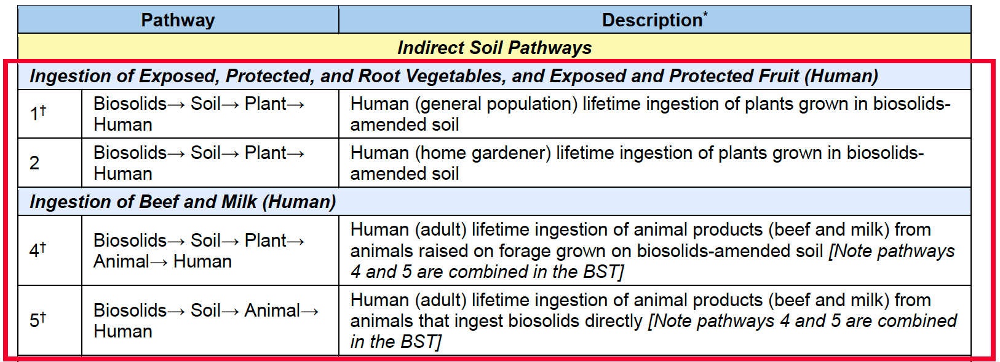 Pathway Description*
Indirect Soil Pathways
Ingestion of Exposed, Protected, and Root Vegetables, and Exposed and Protected Fruit (Human)
1†
Biosolids→ Soil→ Plant→
Human
Human (general population) lifetime ingestion of plants grown in biosolids-
amended soil
2
Biosolids→ Soil→ Plant→
Human
Human (home gardener) lifetime ingestion of plants grown in biosolids-
amended soil
Ingestion of Beef and Milk (Human)
4†
Biosolids→ Soil→ Plant→
Animal→ Human
Human (adult) lifetime ingestion of animal products (beef and milk) from
animals raised on forage grown on biosolids-amended soil [Note pathways
4 and 5 are combined in the BST]
5†
Biosolids→ Soil→ Animal→
Human
Human (adult) lifetime ingestion of animal products (beef and milk) from
animals that ingest biosolids directly [Note pathways 4 and 5 are combined
in the BST]